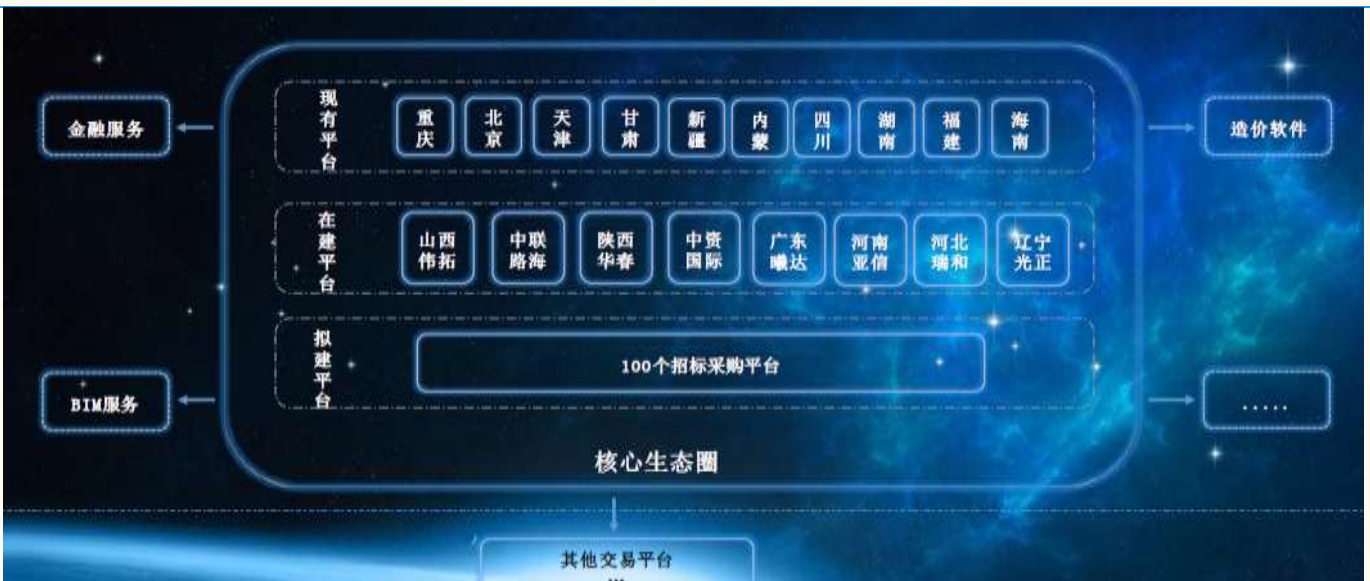 现有平台
重庆
北京
天津
甘肃
新疆
内蒙
四川
湖南
福建
海南
金融服务
造价软件
在建平台
山西
伟拓
中联
路海
陕西
华春
中资
国际
广东
曦达
河南
亚信
河北
瑞和
辽宁
光正
拟建平台
100个招标采购平台
BIM服务
.....
核心生态圈
其他交易平台
...